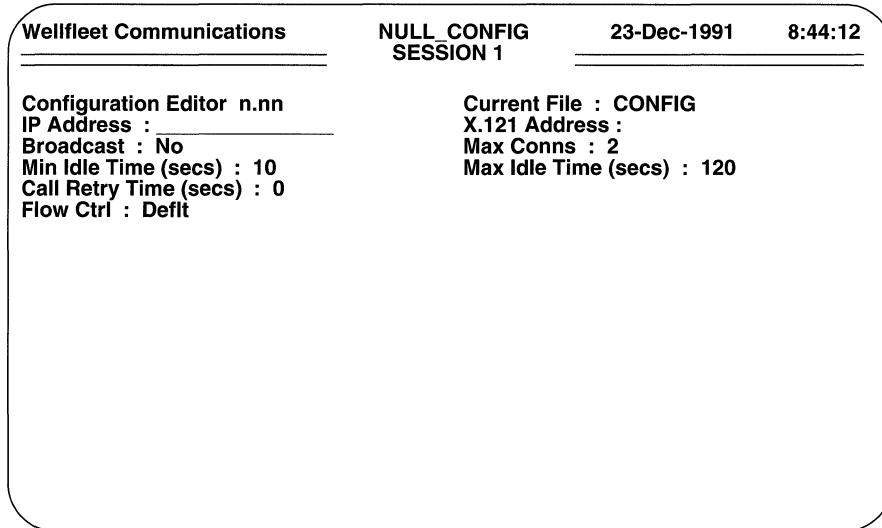 Wellfleet Communications NULL_CONFIG 23-Dec-1991 8:44:12
SESSION 1
Configuration Editor n.nn Current File : CONFIG
IP Address : X.121 Address :
Broadcast : No Max Conns : 2
Min Idle Time (secs) : 10 Max Idle Time (secs) : 120
Call Retry Time (secs) : 0
Flow Ctrl : Deflt